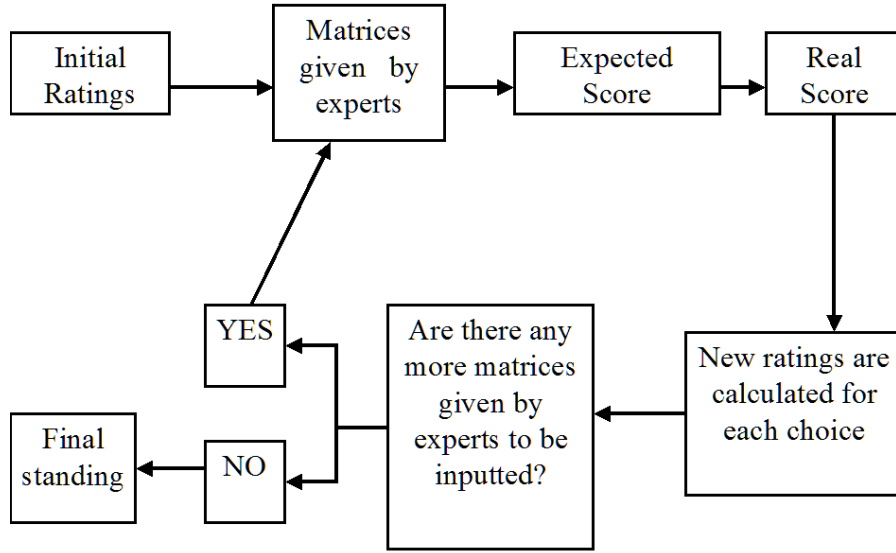 Initial
Ratings
Matrices
given by
experts
Expected
Score
Real
Score
New ratings are
calculated for
each choice
Are there any
more matrices
given by
experts to be
inputted?
YES
NO
Final
standing